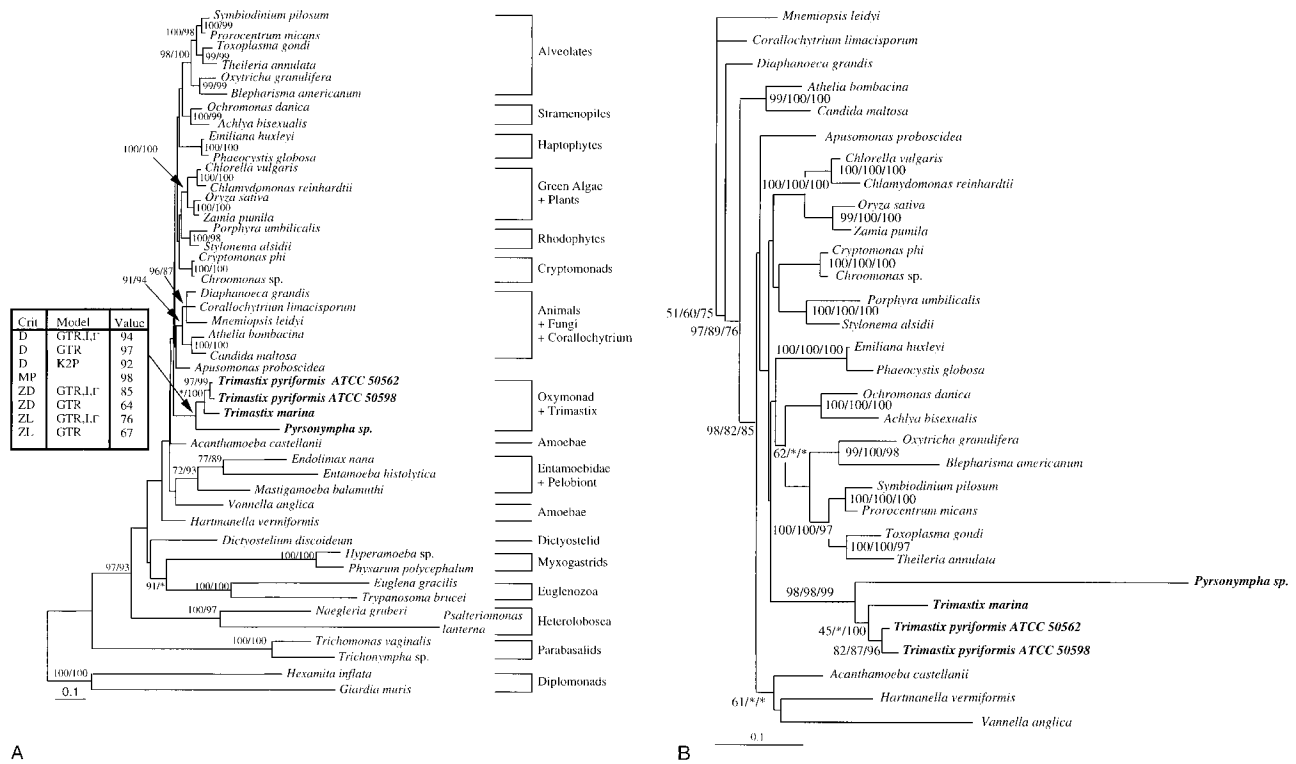 Symbiodinium pilosum
100/99
100/98
Prorocentrum micans
Toxoplasma gondi
98/100
99/99
Theileria annulata
Oxytricha granulifera
99/99
Blepharisma americanum
Alveolates
Ochromonas danica
100/99
Achlya bisexualis
Stramenopiles
Emiliana huxleyi
100/100
Phaeocystis globosa
Haptophytes
100/100
Chlorella vulgaris
100/100
Chlamydomonas reinhardtii
Oryza sativa
100/100
Zamia pumila
Green Algae
+ Plants
Porphyra umbilicalis
100/98
Stylonema alsidii
Rhodophytes
Cryptomonas phi
100/100
Chroomonas sp.
Cryptomonads
96/87
91/94
Diaphanoeca grandis
Corallochytrium limacisporum
Mnemiopsis leidyi
Athelia bombacina
100/100
Candida maltosa
Animals
+ Fungi
+ Corallochytrium
Apusomonas proboscidea
Crit Model Value
D GTR,I,Γ 94
D GTR 97
D K2P 92
MP 98
ZD GTR,I,Γ 85
ZD GTR 64
ZL GTR,I,Γ 76
ZL GTR 67
97/99
Trimastix pyriformis ATCC 50562
*/100
Trimastix pyriformis ATCC 50598
Trimastix marina
Pyrsonympha sp.
Oxymonad
+ Trimastix
Acanthamoeba castellanii
Amoebae
77/89
Endolimax nana
72/93
Entamoeba histolytica
Mastigamoeba balamuthi
Entamoebidae
+ Pelobiont
Vannella anglica
Amoebae
Hartmanella vermiformis
Dictyostelium discoideum
Dictyostelid
97/93
100/100
Hyperamoeba sp.
Physarum polycephalum
Myxogastrids
91/*
100/100
Euglena gracilis
Trypanosoma brucei
Euglenozoa
100/97
Naegleria gruberi
Psalteriomonas
lanterna
Heterolobosea
100/100
Trichomonas vaginalis
Trichonympha sp.
Parabasalids
100/100
Hexamita inflata
Giardia muris
Diplomonads
0.1
A
Mnemiopsis leidyi
Corallochytrium limacisporum
Diaphanoeca grandis
Athelia bombacina
99/100/100
Candida maltosa
Apusomonas proboscidea
Chlorella vulgaris
100/100/100
100/100/100
Chlamydomonas reinhardtii
Oryza sativa
99/100/100
Zamia pumila
Cryptomonas phi
100/100/100
Chroomonas sp.
Porphyra umbilicalis
100/100/100
Stylonema alsidii
51/60/75
97/89/76
Emiliana huxleyi
100/100/100
Phaeocystis globosa
Ochromonas danica
100/100/100
Achlya bisexualis
98/82/85
Oxytricha granulifera
62/*/*
99/100/98
Blepharisma americanum
Symbiodinium pilosum
100/100/100
Prorocentrum micans
100/100/97
Toxoplasma gondi
100/100/97
Theileria annulata
Pyrsonympha sp.
98/98/99
Trimastix marina
45/*/100
Trimastix pyriformis ATCC 50562
82/87/96
Trimastix pyriformis ATCC 50598
Acanthamoeba castellanii
61/*/*
Hartmanella vermiformis
Vannella anglica
0.1
B